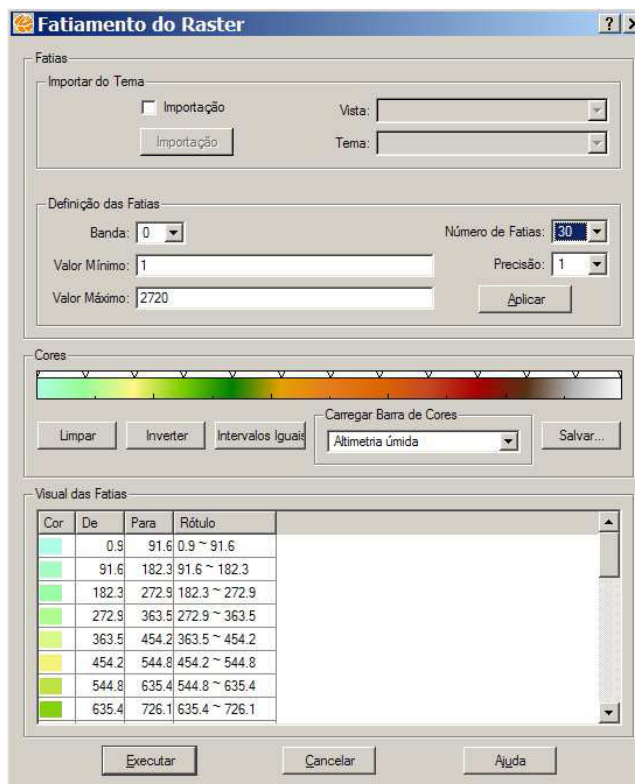 Fatiamento do Raster
Fatias
Importar do Tema
Importação
Vista:
Importação
Tema:
Definição das Fatias
Banda: 0
Número de Fatias: 30
Valor Mínimo: 1
Precisão: 1
Valor Máximo: 2720
Aplicar
Cores
Limpar
Inverter
Intervalos Iguais
Carregar Barra de Cores
Altimetria úmida
Salvar...
Visual das Fatias
Cor De Para Rótulo
0.9 91.6 0.9 ~ 91.6
91.6 182.3 91.6 ~ 182.3
182.3 272.9 182.3 ~ 272.9
272.9 363.5 272.9 ~ 363.5
363.5 454.2 363.5 ~ 454.2
454.2 544.8 454.2 ~ 544.8
544.8 635.4 544.8 ~ 635.4
635.4 726.1 635.4 ~ 726.1
Executar
Cancelar
Ajuda